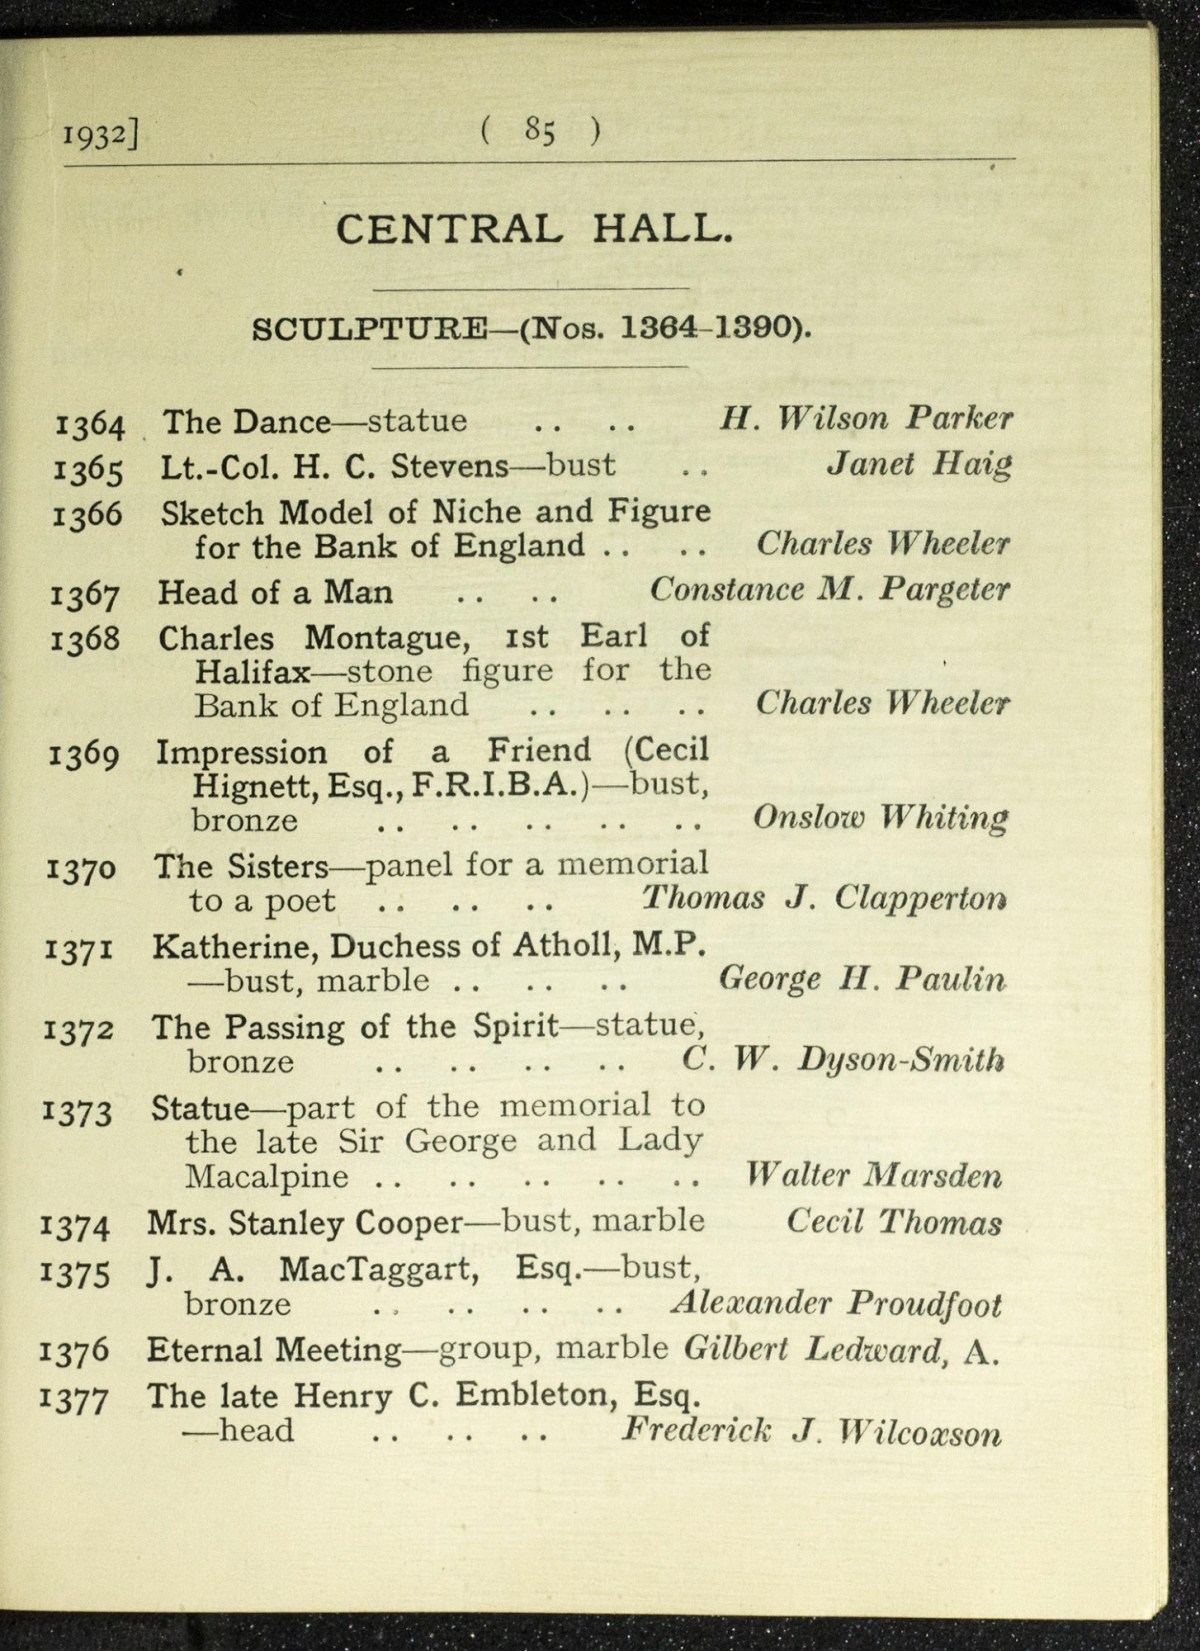 1932] ( 85 )
CENTRAL HALL.
SCULPTURE—(Nos. 1364-1390).
1364 The Dance—statue .. .. H. Wilson Parker
1365 Lt.-Col. H. C. Stevens—bust .. Janet Haig
1366 Sketch Model of Niche and Figure
for the Bank of England .. .. Charles Wheeler
1367 Head of a Man .. .. Constance M. Pargeter
1368 Charles Montague, 1st Earl of
Halifax—stone figure for the
Bank of England .. .. .. Charles Wheeler
1369 Impression of a Friend (Cecil
Hignett, Esq., F.R.I.B.A.)—bust,
bronze .. .. .. .. .. Onslow Whiting
1370 The Sisters—panel for a memorial
to a poet .. .. .. Thomas J. Clapperton
1371 Katherine, Duchess of Atholl, M.P.
—bust, marble .. .. .. George H. Paulin
1372 The Passing of the Spirit—statue,
bronze .. .. .. .. C. W. Dyson-Smith
1373 Statue—part of the memorial to
the late Sir George and Lady
Macalpine .. .. .. .. .. Walter Marsden
1374 Mrs. Stanley Cooper—bust, marble Cecil Thomas
1375 J. A. MacTaggart, Esq.—bust,
bronze .. .. .. .. Alexander Proudfoot
1376 Eternal Meeting—group, marble Gilbert Ledward, A.
1377 The late Henry C. Embleton, Esq.
—head .. .. .. Frederick J. Wilcoxson